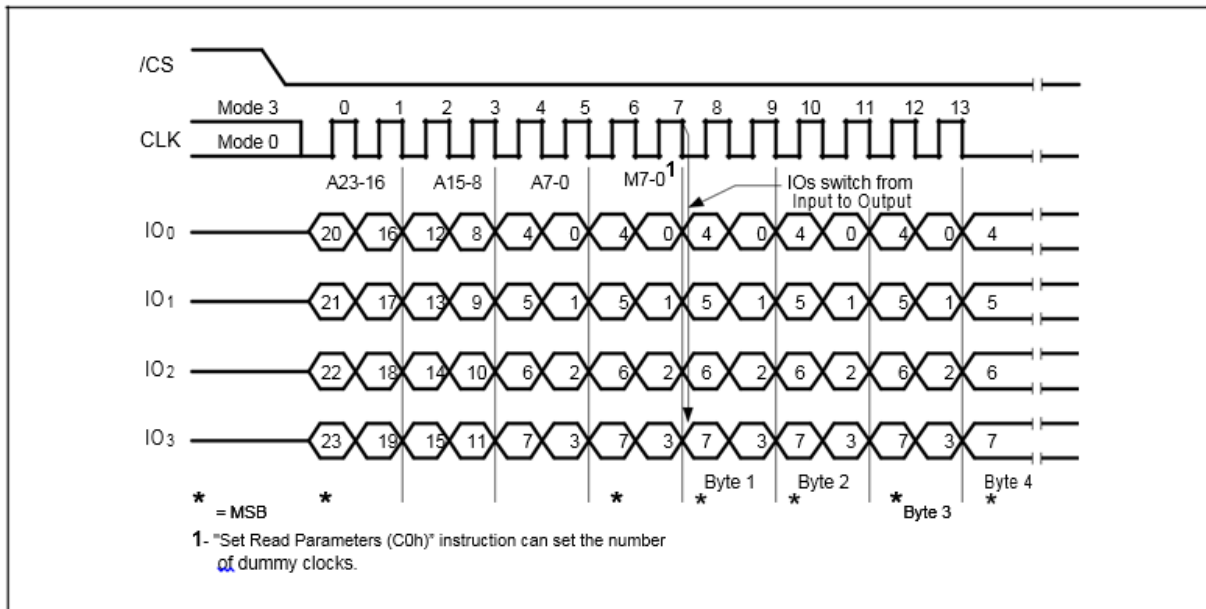 /CS
Mode 3 0 1 2 3 4 5 6 7 8 9 10 11 12 13
CLK Mode 0
A23-16 A15-8 A7-0 M7-0 1 IOs switch from
Input to Output
IO0 20 16 12 8 4 0 4 0 4 0 4 0 4 0 4
IO1 21 17 13 9 5 1 5 1 5 1 5 1 5 1 5
IO2 22 18 14 10 6 2 6 2 6 2 6 2 6 2 6
IO3 23 19 15 11 7 3 7 3 7 3 7 3 7 3 7
Byte 1 Byte 2 Byte 4
* * * * * * *
= MSB Byte 3
1- "Set Read Parameters (C0h)" instruction can set the number
of dummy clocks.